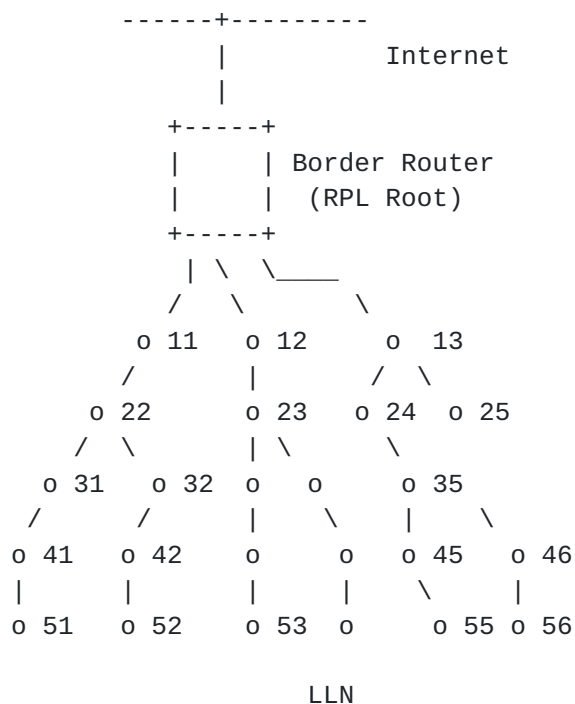 ------+---------
|          Internet
|
+-----+
|     | Border Router
|     |  (RPL Root)
+-----+
| \  \____
/   \       \
o 11   o 12     o  13
/       |       /  \
o 22      o 23   o 24  o 25
/  \       | \      \
o 31   o 32  o   o     o 35
/      /      |    \    |    \
o 41   o 42   o     o   o 45   o 46
|      |       |     |    \     |
o 51   o 52   o 53  o     o 55 o 56
LLN